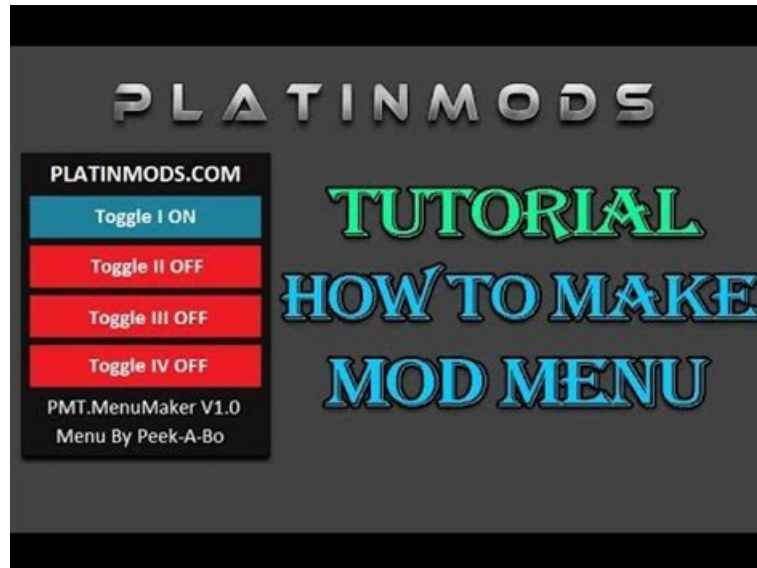 PLATINMODS
PLATINMODS.COM
Toggle I ON
Toggle II OFF
Toggle III OFF
Toggle IV OFF
PMT.MenuMaker V1.0
Menu By Peek-A-Bo
TUTORIAL
HOW TO MAKE
MOD MENU